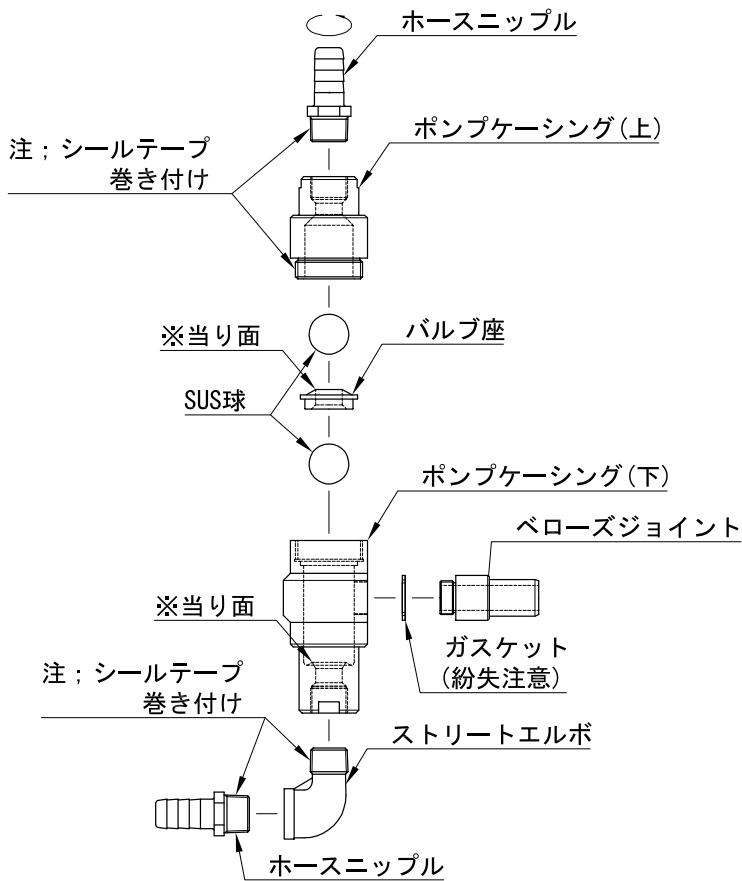 ホースニップル
ポンプケーシング(上)
注；シールテープ
巻き付け
※当り面
バルブ座
SUS球
ポンプケーシング(下)
ベローズジョイント
※当り面
ガスケット
(紛失注意)
注；シールテープ
巻き付け
ストリートエルボ
ホースニップル